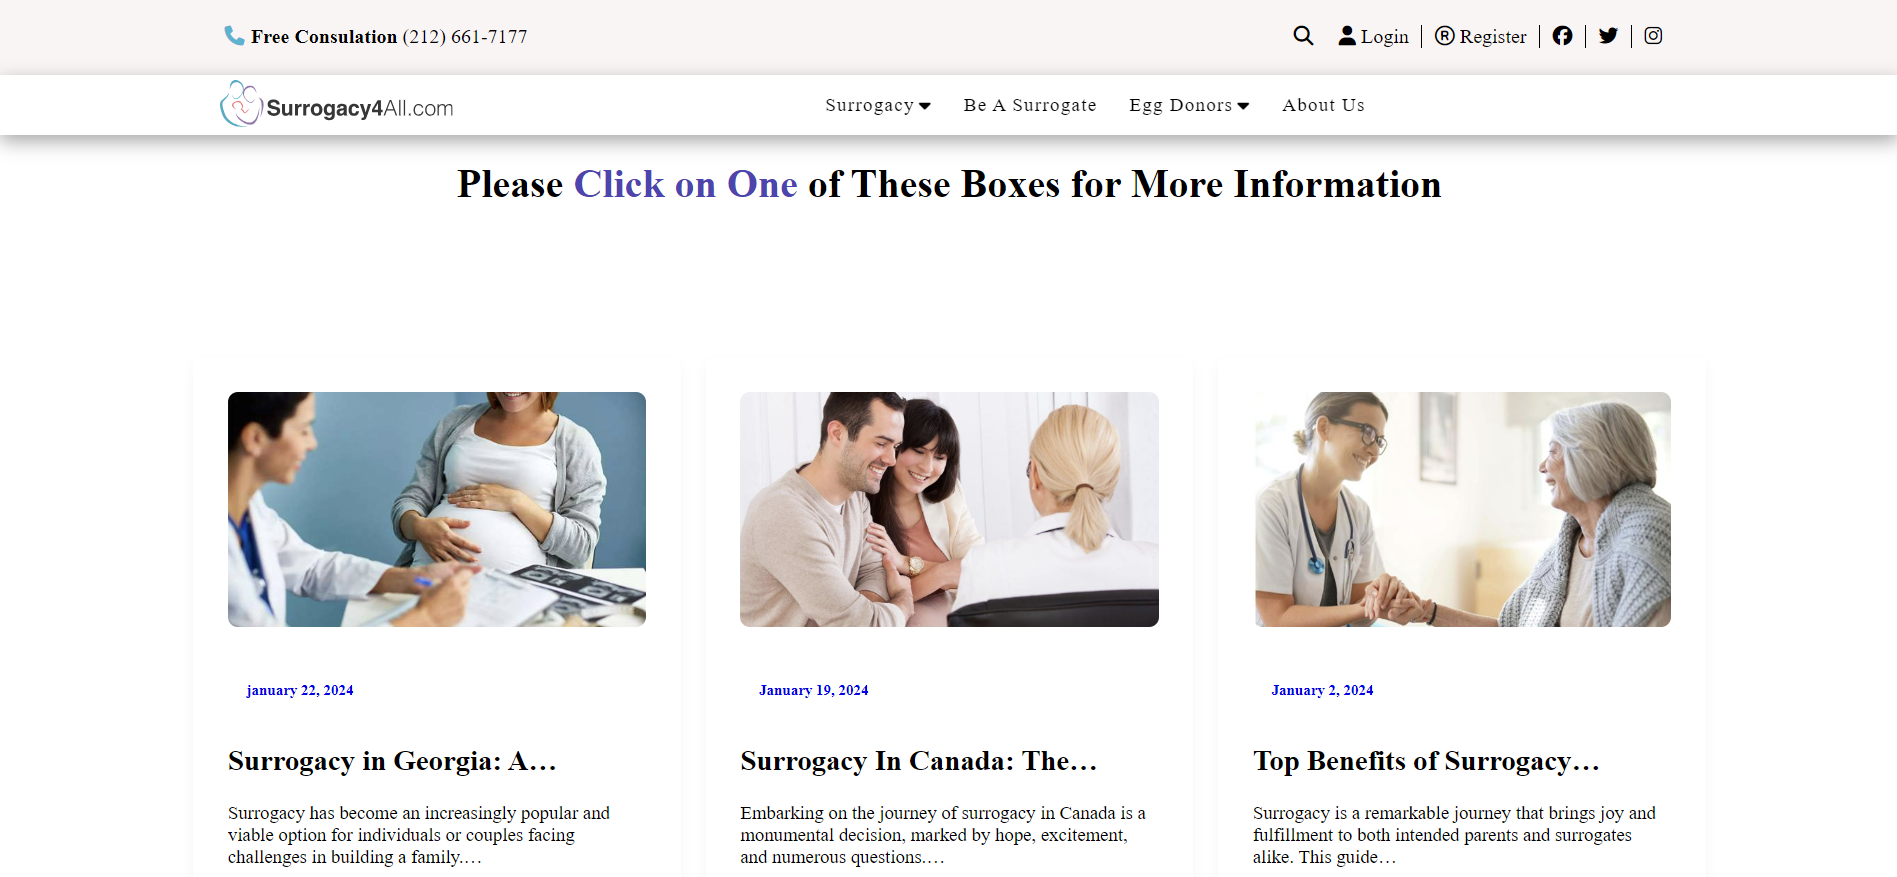 Free Consulation (212) 661-7177
Login
Register
Surrogacy4All.com
Surrogacy
Be A Surrogate
Egg Donors
About Us
Please Click on One of These Boxes for More Information
january 22, 2024
Surrogacy in Georgia: A…
Surrogacy has become an increasingly popular and
viable option for individuals or couples facing
challenges in building a family.…
January 19, 2024
Surrogacy In Canada: The…
Embarking on the journey of surrogacy in Canada is a
monumental decision, marked by hope, excitement,
and numerous questions.…
January 2, 2024
Top Benefits of Surrogacy…
Surrogacy is a remarkable journey that brings joy and
fulfillment to both intended parents and surrogates
alike. This guide…